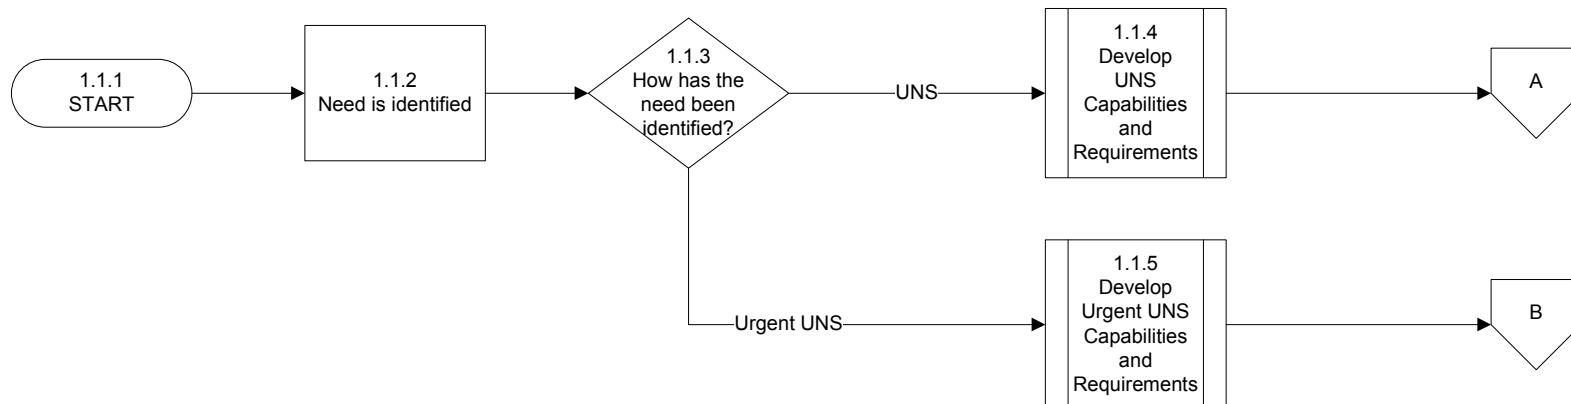 1.1.1
START
1.1.2
Need is identified
1.1.3
How has the
need been
identified?
UNS
1.1.4
Develop
UNS
Capabilities
and
Requirements
A
Urgent UNS
1.1.5
Develop
Urgent UNS
Capabilities
and
Requirements
B